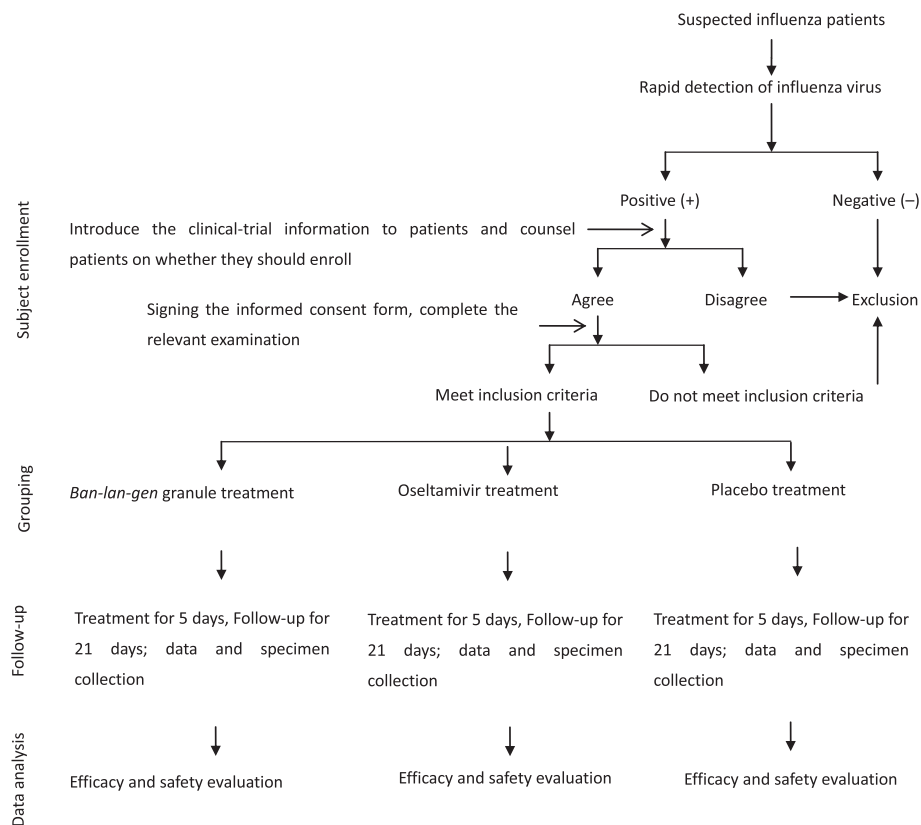 Suspected influenza patients
Rapid detection of influenza virus
Positive (+)
Negative (–)
Subject enrollment
Introduce the clinical-trial information to patients and counsel
patients on whether they should enroll
Agree
Disagree
Exclusion
Signing the informed consent form, complete the
relevant examination
Meet inclusion criteria
Do not meet inclusion criteria
Grouping
Ban-lan-gen granule treatment
Oseltamivir treatment
Placebo treatment
Follow-up
Treatment for 5 days, Follow-up for
21 days; data and specimen
collection
Treatment for 5 days, Follow-up for
21 days; data and specimen
collection
Treatment for 5 days, Follow-up for
21 days; data and specimen
collection
Data analysis
Efficacy and safety evaluation
Efficacy and safety evaluation
Efficacy and safety evaluation